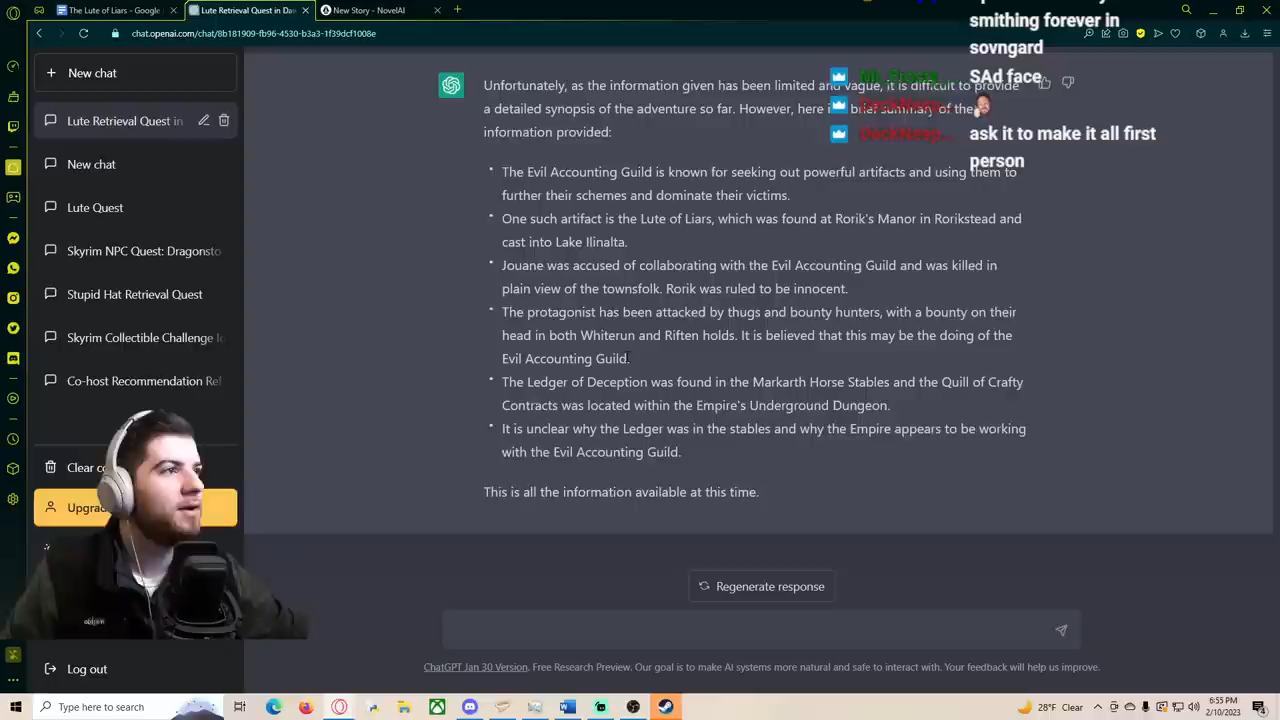 The Lute of Liars - Google
Lute Retrieval Quest in Daw
New Story - NovelAI
chat.openai.com/chat/8b181909-fb96-4530-b3a3-1f39dcf1008e
smithing forever in
sovngard
SAd face
ask it to make it all first
person
New chat
Lute Retrieval Quest in
New chat
Lute Quest
Skyrim NPC Quest: Dragonsto
Stupid Hat Retrieval Quest
Skyrim Collectible Challenge
Co-host Recommendation Ref
Clear co
Upgrad
Log out
Unfortunately, as the information given has been limited and vague, it is difficult to provide
a detailed synopsis of the adventure so far. However, here is a brief summary of the
information provided:
• The Evil Accounting Guild is known for seeking out powerful artifacts and using them to
further their schemes and dominate their victims.
• One such artifact is the Lute of Liars, which was found at Rorik's Manor in Rorikstead and
cast into Lake Ilinalta.
• Jouane was accused of collaborating with the Evil Accounting Guild and was killed in
plain view of the townsfolk. Rorik was ruled to be innocent.
• The protagonist has been attacked by thugs and bounty hunters, with a bounty on their
head in both Whiterun and Riften holds. It is believed that this may be the doing of the
Evil Accounting Guild.
• The Ledger of Deception was found in the Markarth Horse Stables and the Quill of Crafty
Contracts was located within the Empire's Underground Dungeon.
• It is unclear why the Ledger was in the stables and why the Empire appears to be working
with the Evil Accounting Guild.
This is all the information available at this time.
Regenerate response
ChatGPT Jan 30 Version. Free Research Preview. Our goal is to make AI systems more natural and safe to interact with. Your feedback will help us improve.
Type here to search
28°F Clear
6:55 PM
2/10/2023